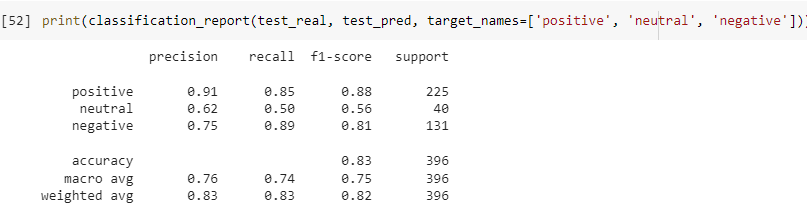 [52] print(classification_report(test_real, test_pred, target_names=['positive', 'neutral', 'negative']))
precision recall f1-score support
positive 0.91 0.85 0.88 225
neutral 0.62 0.50 0.56 40
negative 0.75 0.89 0.81 131
accuracy 0.83 396
macro avg 0.76 0.74 0.75 396
weighted avg 0.83 0.83 0.82 396